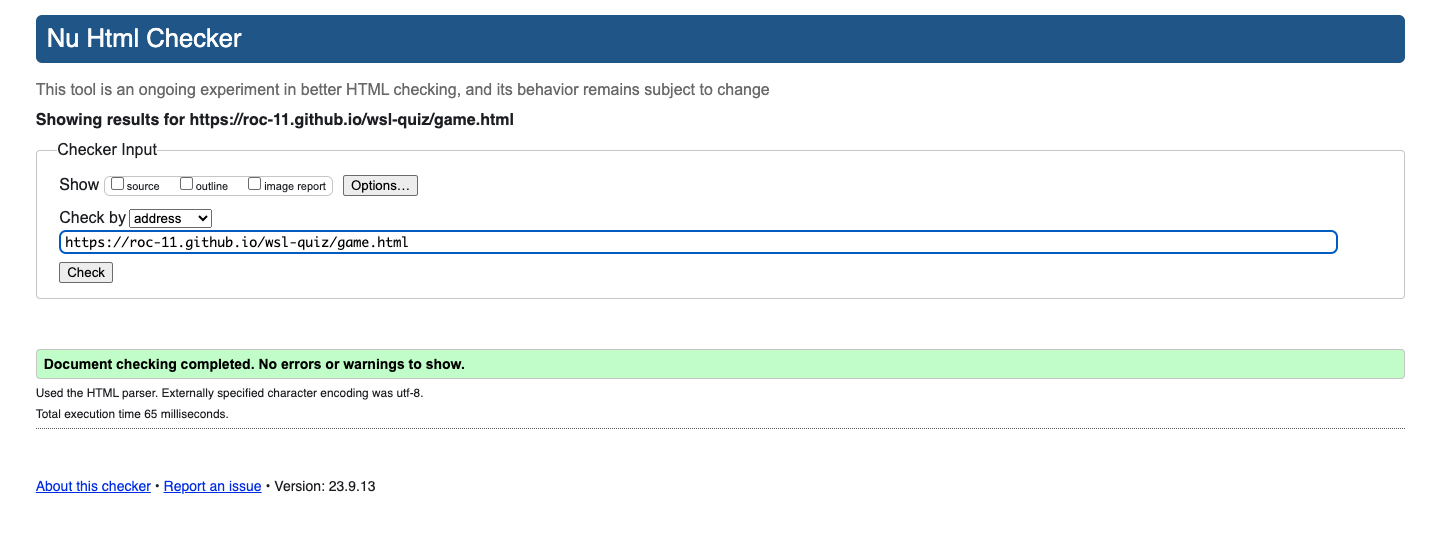 Nu Html Checker
This tool is an ongoing experiment in better HTML checking, and its behavior remains subject to change
Showing results for https://roc-11.github.io/wsl-quiz/game.html
Checker Input
Show source outline image report Options...
Check by address
https://roc-11.github.io/wsl-quiz/game.html
Check
Document checking completed. No errors or warnings to show.
Used the HTML parser. Externally specified character encoding was utf-8.
Total execution time 65 milliseconds.
About this checker • Report an issue • Version: 23.9.13